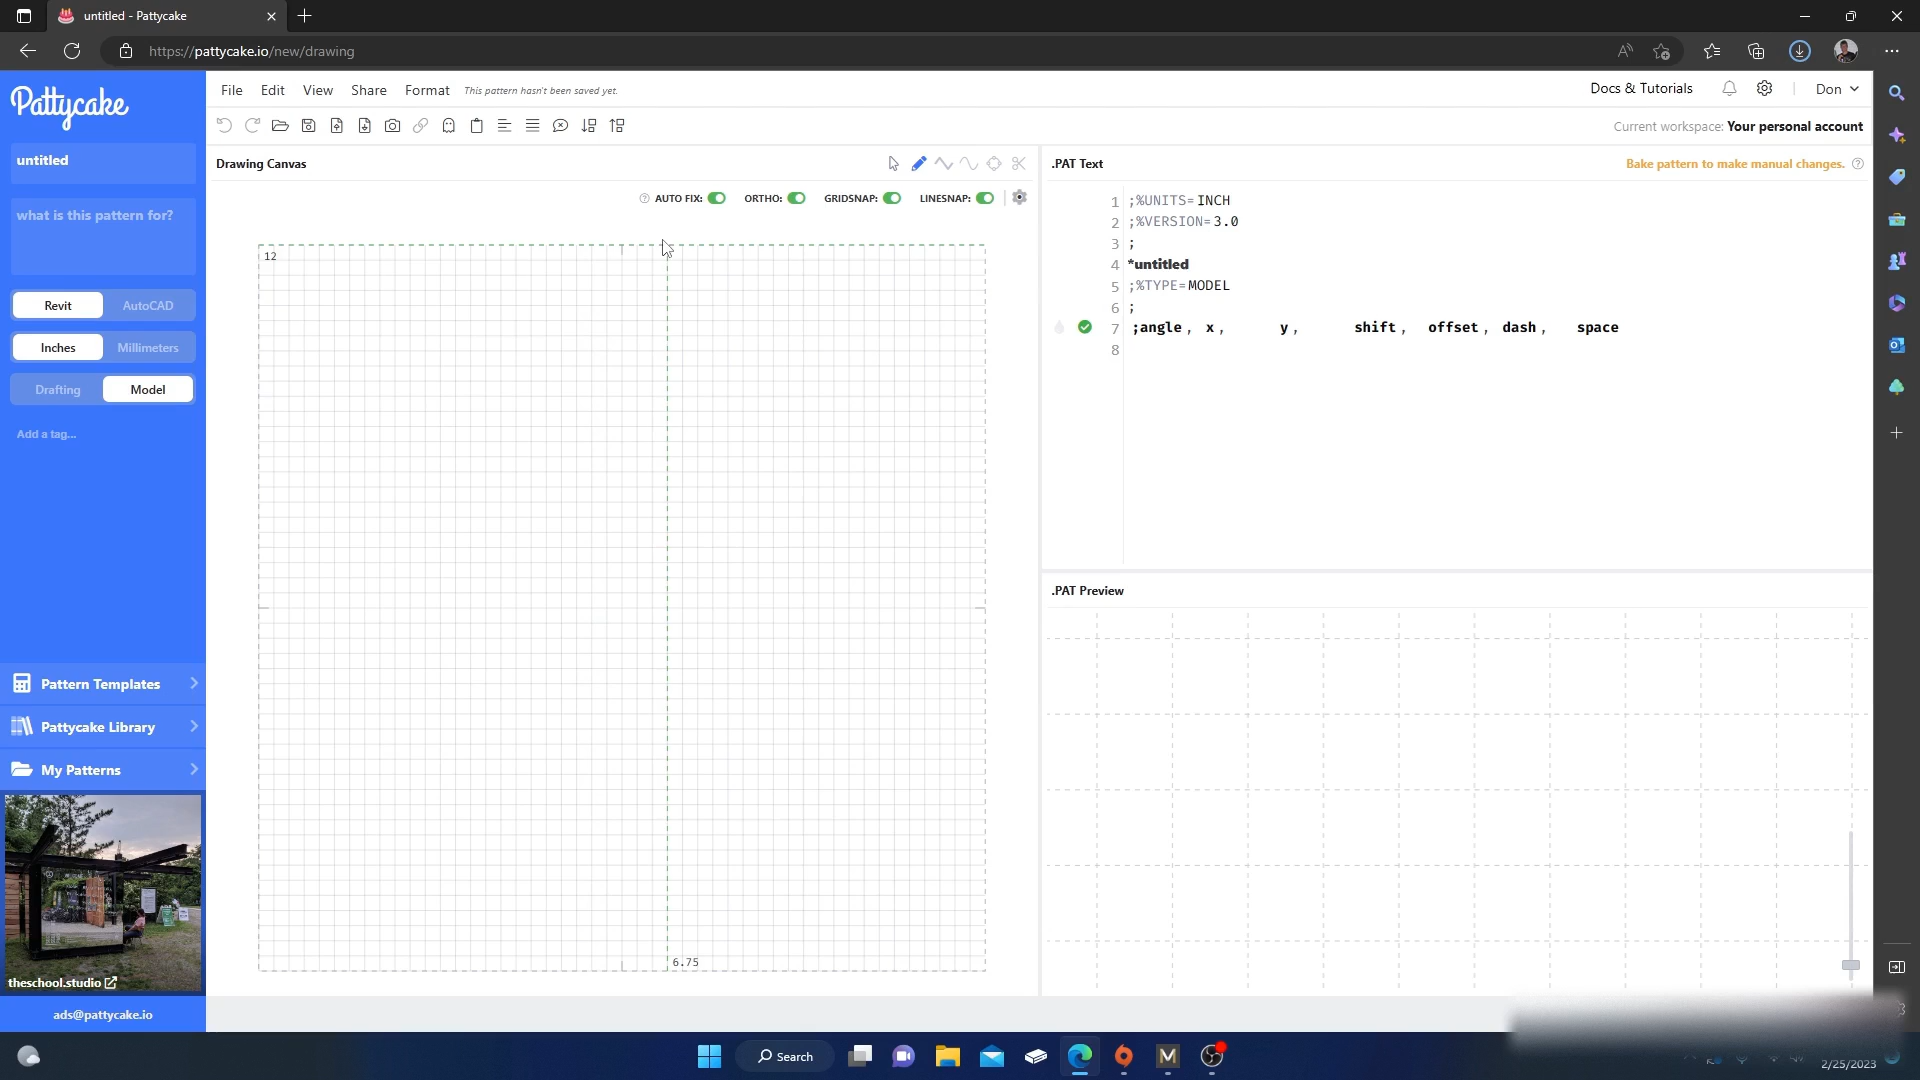 untitled - Pattycake
https://pattycake.io/new/drawing
Pattycake
File Edit View Share Format This pattern hasn't been saved yet.
Docs & Tutorials Don
Current workspace: Your personal account
untitled
what is this pattern for?
Revit AutoCAD
Inches Millimeters
Drafting Model
Add a tag...
Pattern Templates
Pattycake Library
My Patterns
theschool.studio
ads@pattycake.io
Drawing Canvas
AUTO FIX: ORTHO: GRIDSNAP: LINESNAP:
12
6.75
.PAT Text
Bake pattern to make manual changes.
1 ;%UNITS=INCH
2 ;%VERSION=3.0
3 ;
4 *untitled
5 ;%TYPE=MODEL
6 ;
7 ;angle, x, y, shift, offset, dash, space
8
.PAT Preview
Search
2/25/2023